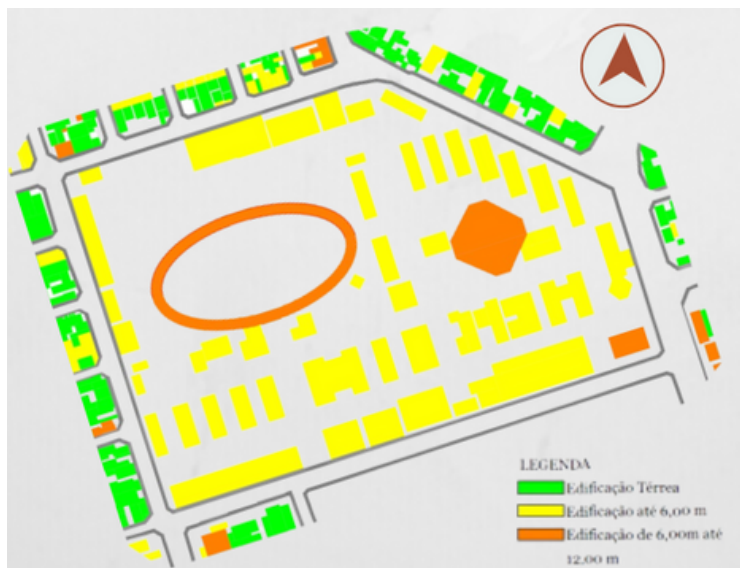 LEGENDA
Edificação Térrea
Edificação até 6,00 m
Edificação de 6,00m até
12,00 m